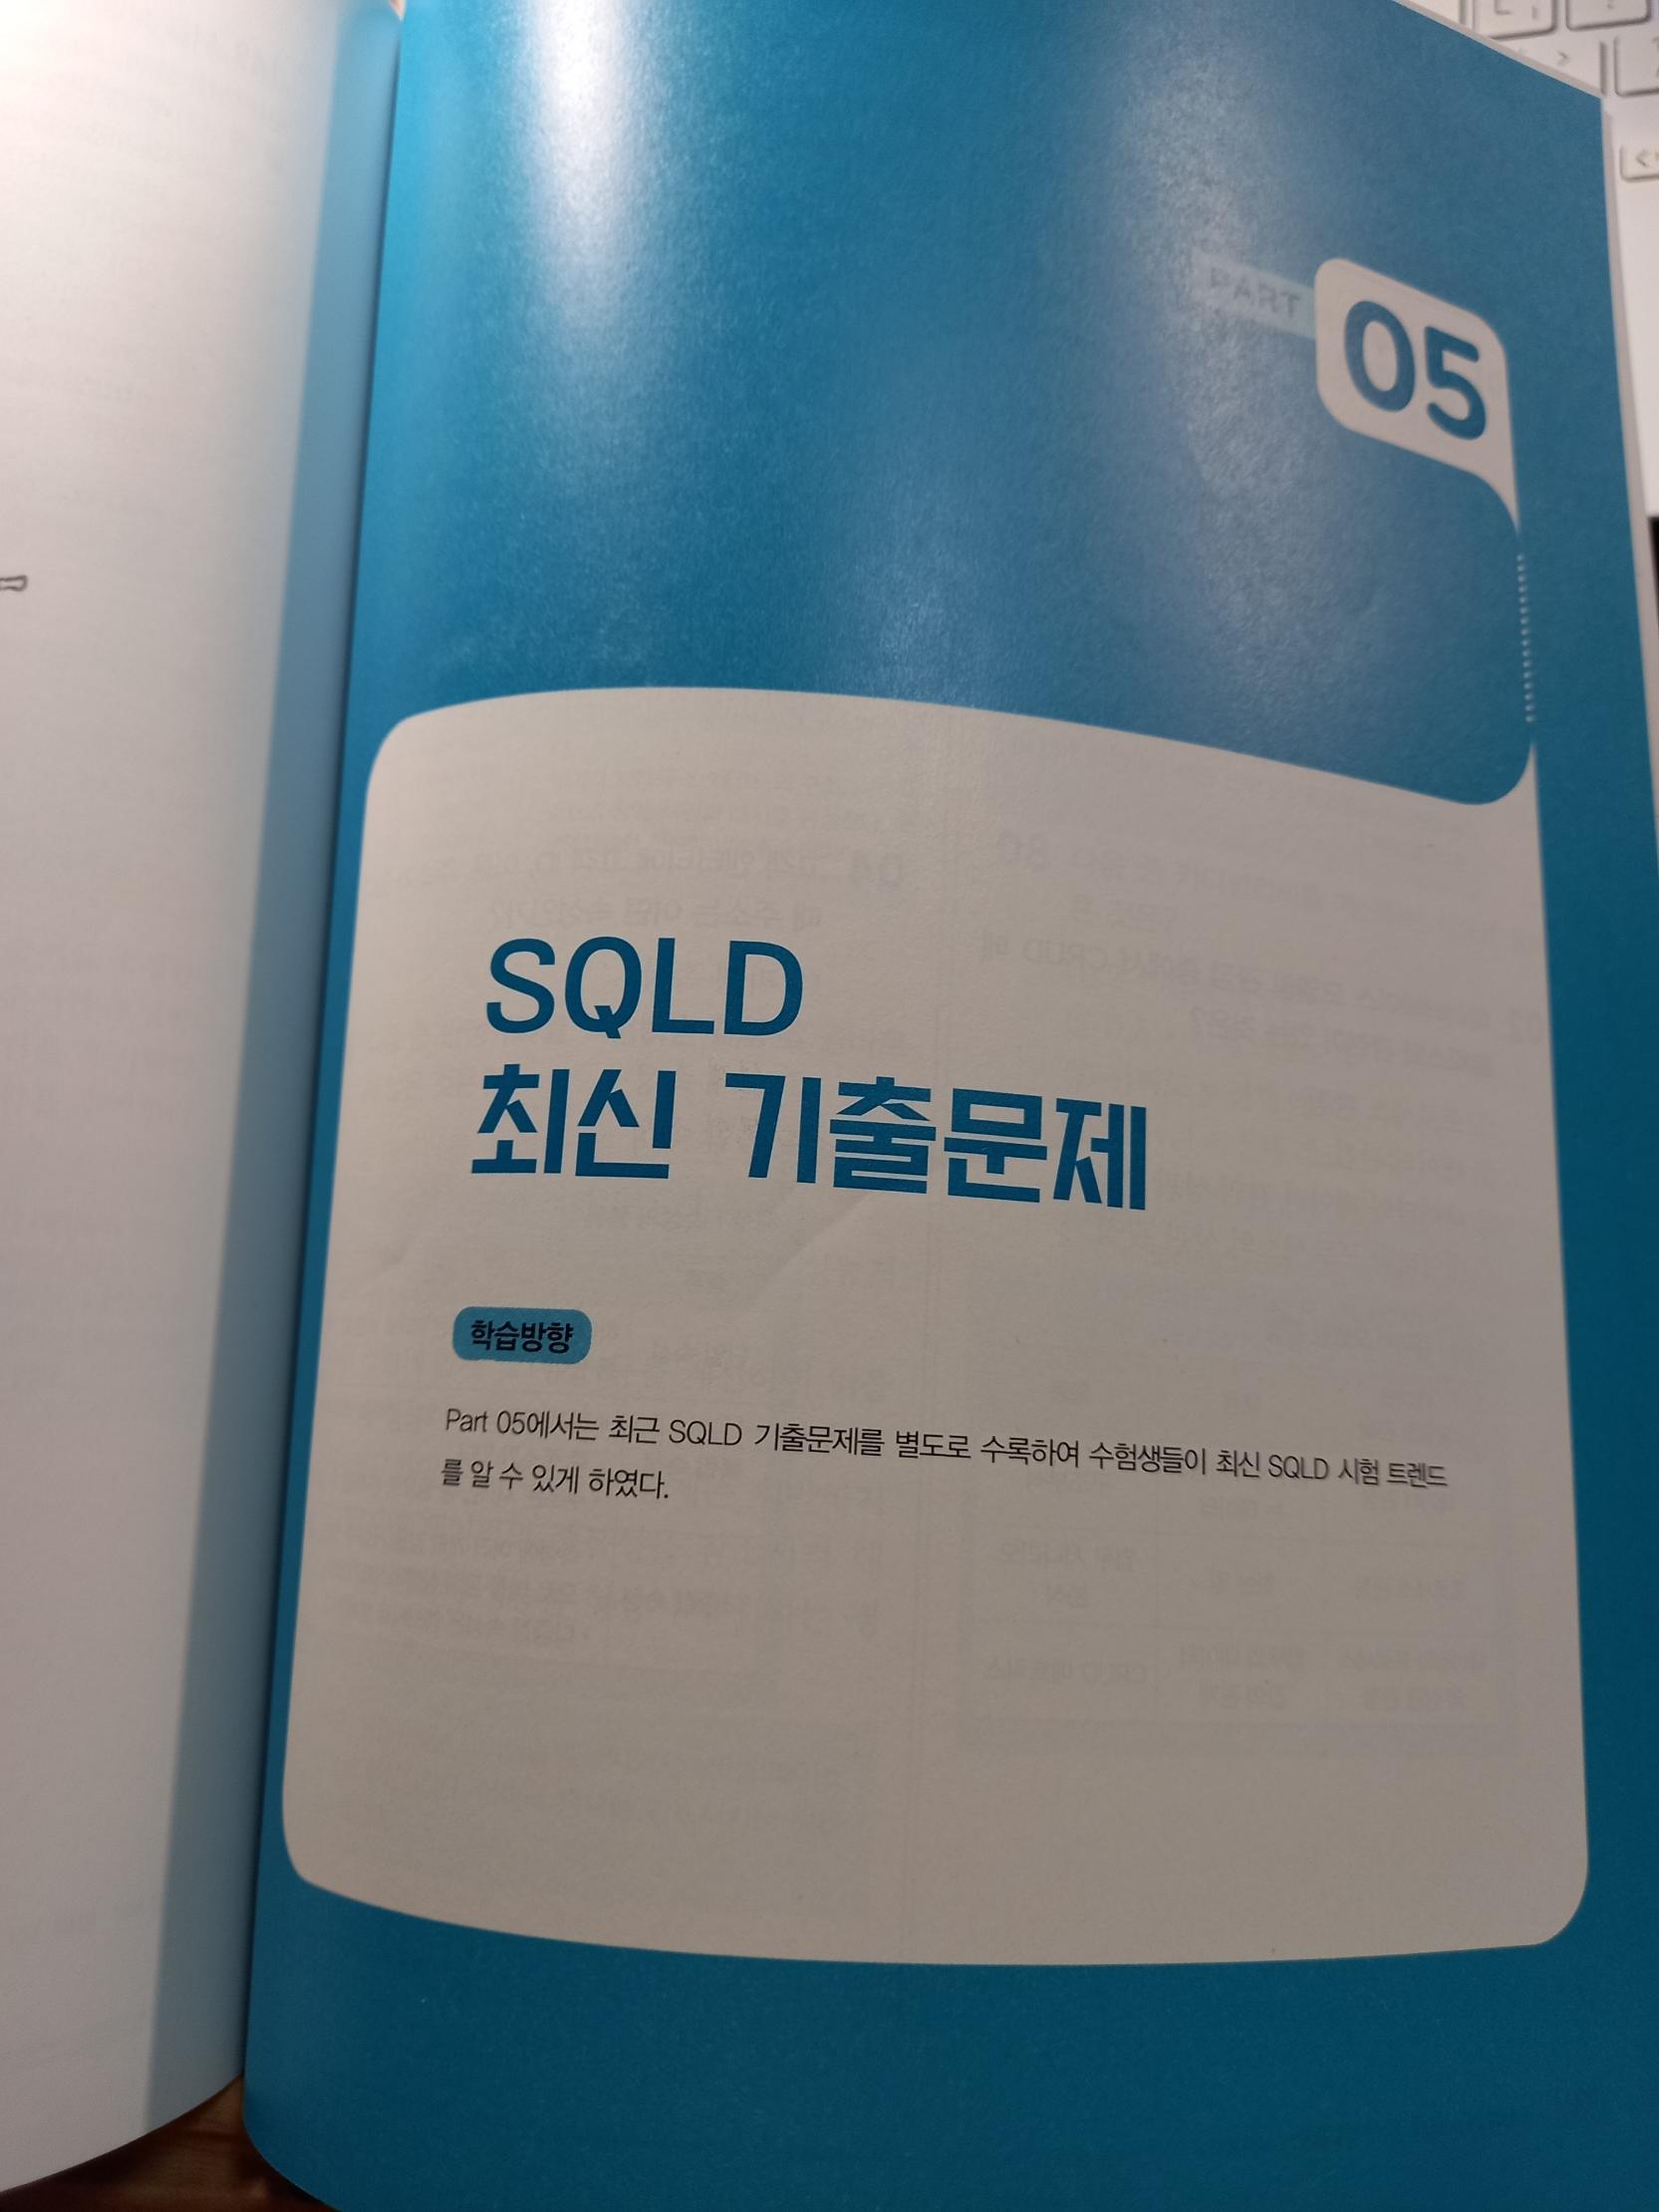 05
SQLD
최신 기출문제
학습방향
Part 05에서는 최근 SQLD 기출문제를 별도로 수록하여 수험생들이 최신 SQLD 시험 트렌드
를 알 수 있게 하였다.